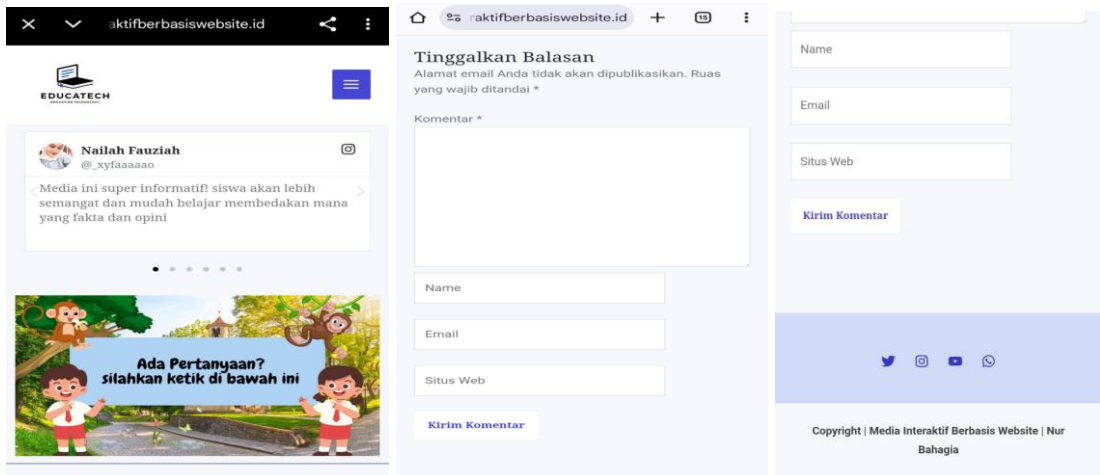 aktifberbasiswebsite.id
EDUCATECH
Nailah Fauziah
@_xyfaaaaao
Media ini super informatif! siswa akan lebih
semangat dan mudah belajar membedakan mana
yang fakta dan opini
Ada Pertanyaan?
silahkan ketik di bawah ini
raktifberbasiswebsite.id
15
Tinggalkan Balasan
Alamat email Anda tidak akan dipublikasikan. Ruas
yang wajib ditandai *
Komentar *
Name
Email
Situs Web
Kirim Komentar
Name
Email
Situs Web
Kirim Komentar
Copyright | Media Interaktif Berbasis Website | Nur
Bahagia